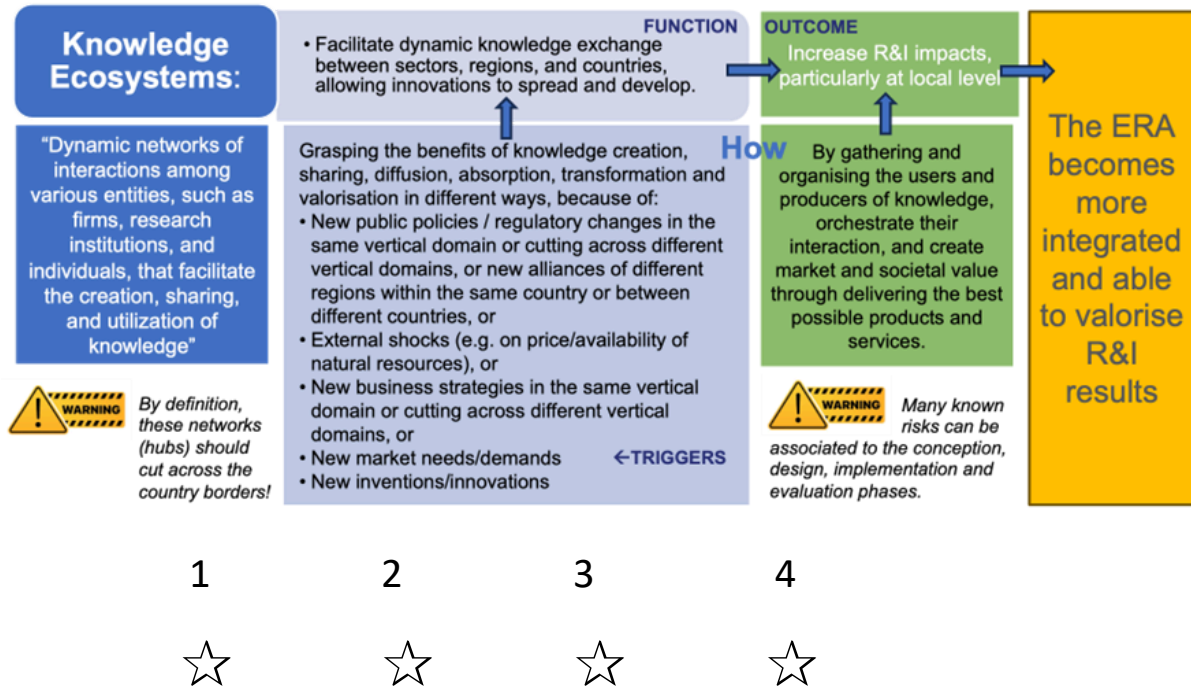 Knowledge
Ecosystems:
FUNCTION
• Facilitate dynamic knowledge exchange
between sectors, regions, and countries,
allowing innovations to spread and develop.
OUTCOME
Increase R&I impacts,
particularly at local level
“Dynamic networks of
interactions among
various entities, such as
firms, research
institutions, and
individuals, that facilitate
the creation, sharing,
and utilization of
knowledge”
WARNING
By definition,
these networks
(hubs) should
cut across the
country borders!
How
Grasping the benefits of knowledge creation,
sharing, diffusion, absorption, transformation and
valorisation in different ways, because of:
• New public policies / regulatory changes in the
same vertical domain or cutting across different
vertical domains, or new alliances of different
regions within the same country or between
different countries, or
• External shocks (e.g. on price/availability of
natural resources), or
• New business strategies in the same vertical
domain or cutting across different vertical
domains, or
• New market needs/demands
←TRIGGERS
• New inventions/innovations
By gathering and
organising the users and
producers of knowledge,
orchestrate their
interaction, and create
market and societal value
through delivering the best
possible products and
services.
WARNING
Many known
risks can be
associated to the conception,
design, implementation and
evaluation phases.
The ERA
becomes
more
integrated
and able
to valorise
R&I
results
1 2 3 4